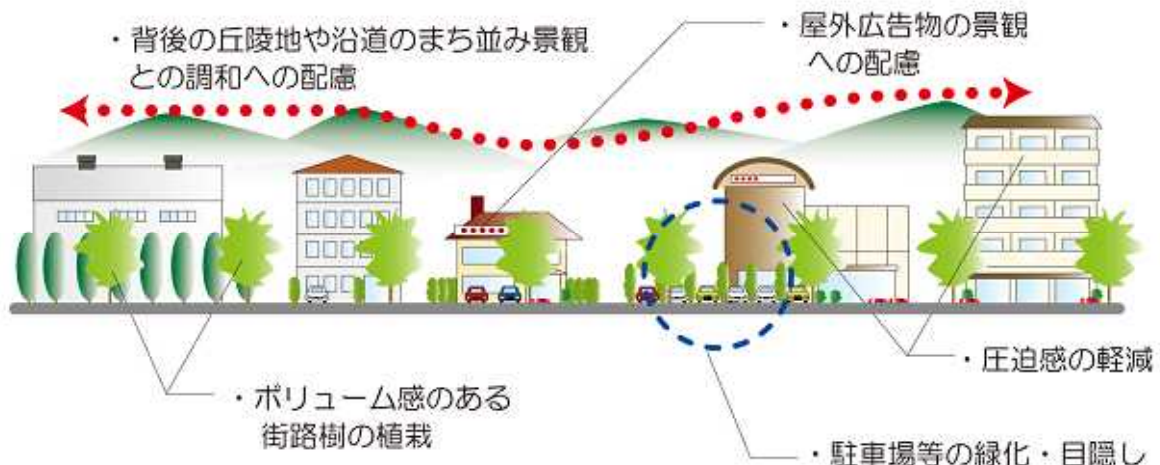 ・背後の丘陵地や沿道のまち並み景観
との調和への配慮
・屋外広告物の景観
への配慮
・圧迫感の軽減
・ボリューム感のある
街路樹の植栽
・駐車場等の緑化・目隠し